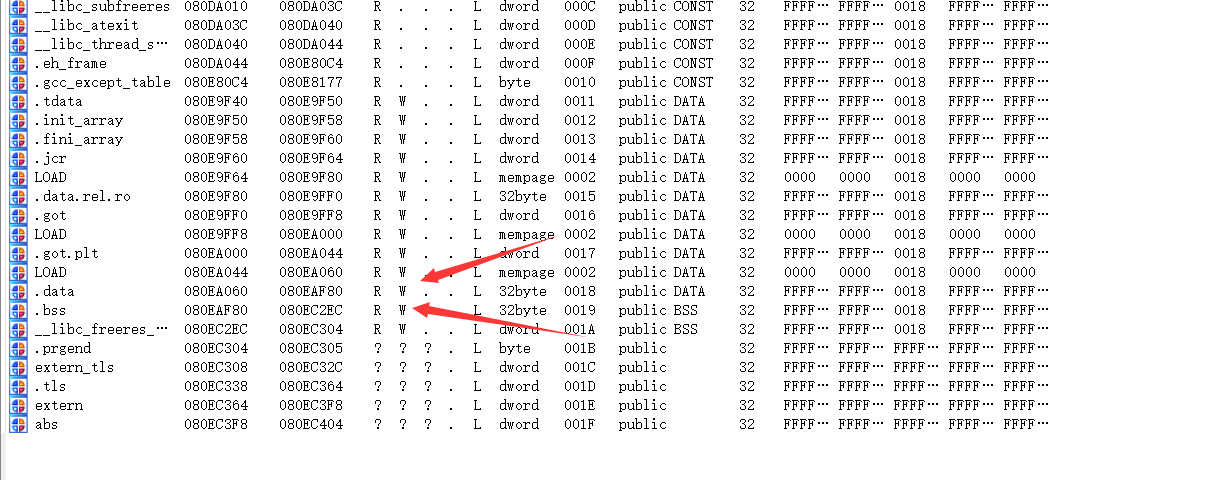 __libc_subfreeres 080DA010 080DA03C R . . . L dword 000C public CONST 32 FFFF… FFFF… 0018 FFFF… FFFF…
__libc_atexit 080DA03C 080DA040 R . . . L dword 000D public CONST 32 FFFF… FFFF… 0018 FFFF… FFFF…
__libc_thread_s… 080DA040 080DA044 R . . . L dword 000E public CONST 32 FFFF… FFFF… 0018 FFFF… FFFF…
.eh_frame 080DA044 080E80C4 R . . . L dword 000F public CONST 32 FFFF… FFFF… 0018 FFFF… FFFF…
.gcc_except_table 080E80C4 080E8177 R . . . L byte 0010 public CONST 32 FFFF… FFFF… 0018 FFFF… FFFF…
.tdata 080E9F40 080E9F50 R W . . L dword 0011 public DATA 32 FFFF… FFFF… 0018 FFFF… FFFF…
.init_array 080E9F50 080E9F58 R W . . L dword 0012 public DATA 32 FFFF… FFFF… 0018 FFFF… FFFF…
.fini_array 080E9F58 080E9F60 R W . . L dword 0013 public DATA 32 FFFF… FFFF… 0018 FFFF… FFFF…
.jcr 080E9F60 080E9F64 R W . . L dword 0014 public DATA 32 FFFF… FFFF… 0018 FFFF… FFFF…
LOAD 080E9F64 080E9F80 R W . . L mempage 0002 public DATA 32 0000 0000 0018 0000 0000
.data.rel.ro 080E9F80 080E9FF0 R W . . L 32byte 0015 public DATA 32 FFFF… FFFF… 0018 FFFF… FFFF…
.got 080E9FF0 080E9FF8 R W . . L dword 0016 public DATA 32 FFFF… FFFF… 0018 FFFF… FFFF…
LOAD 080E9FF8 080EA000 R W . . L mempage 0002 public DATA 32 0000 0000 0018 0000 0000
.got.plt 080EA000 080EA044 R W . . L dword 0017 public DATA 32 FFFF… FFFF… 0018 FFFF… FFFF…
LOAD 080EA044 080EA060 R W . . L mempage 0002 public DATA 32 0000 0000 0018 0000 0000
.data 080EA060 080EAF80 R W . . L 32byte 0018 public DATA 32 FFFF… FFFF… 0018 FFFF… FFFF…
.bss 080EAF80 080EC2EC R W . . L 32byte 0019 public BSS 32 FFFF… FFFF… 0018 FFFF… FFFF…
__libc_freeres_… 080EC2EC 080EC304 R W . . L dword 001A public BSS 32 FFFF… FFFF… 0018 FFFF… FFFF…
.prgend 080EC304 080EC305 ? ? ? . L byte 001B public 32 FFFF… FFFF… FFFF… FFFF… FFFF…
extern_tls 080EC308 080EC32C ? ? ? . L dword 001C public 32 FFFF… FFFF… FFFF… FFFF… FFFF…
.tls 080EC338 080EC364 ? ? ? . L dword 001D public 32 FFFF… FFFF… FFFF… FFFF… FFFF…
extern 080EC364 080EC3F8 ? ? ? . L dword 001E public 32 FFFF… FFFF… FFFF… FFFF… FFFF…
abs 080EC3F8 080EC404 ? ? ? . L dword 001F public 32 FFFF… FFFF… FFFF… FFFF… FFFF…